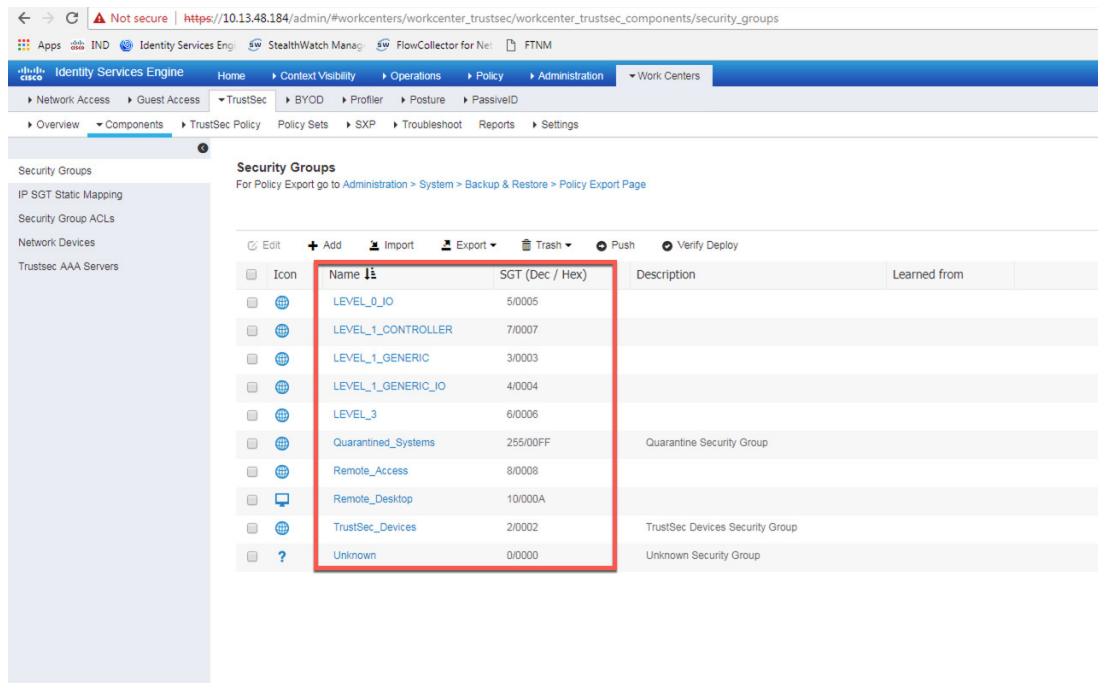 Not secure | https://10.13.48.184/admin/#workcenters/workcenter_trustsec/workcenter_trustsec_components/security_groups
Apps IND Identity Services Engi StealthWatch Manag FlowCollector for Net FTNM
cisco Identity Services Engine Home Context Visibility Operations Policy Administration Work Centers
Network Access Guest Access TrustSec BYOD Profiler Posture PassiveID
Overview Components TrustSec Policy Policy Sets SXP Troubleshoot Reports Settings
Security Groups
IP SGT Static Mapping
Security Group ACLs
Network Devices
Trustsec AAA Servers
Security Groups
For Policy Export go to Administration > System > Backup & Restore > Policy Export Page
Edit Add Import Export Trash Push Verify Deploy
Icon Name SGT (Dec / Hex) Description Learned from
LEVEL_0_IO 5/0005
LEVEL_1_CONTROLLER 7/0007
LEVEL_1_GENERIC 3/0003
LEVEL_1_GENERIC_IO 4/0004
LEVEL_3 6/0006
Quarantined_Systems 255/00FF Quarantine Security Group
Remote_Access 8/0008
Remote_Desktop 10/000A
TrustSec_Devices 2/0002 TrustSec Devices Security Group
? Unknown 0/0000 Unknown Security Group